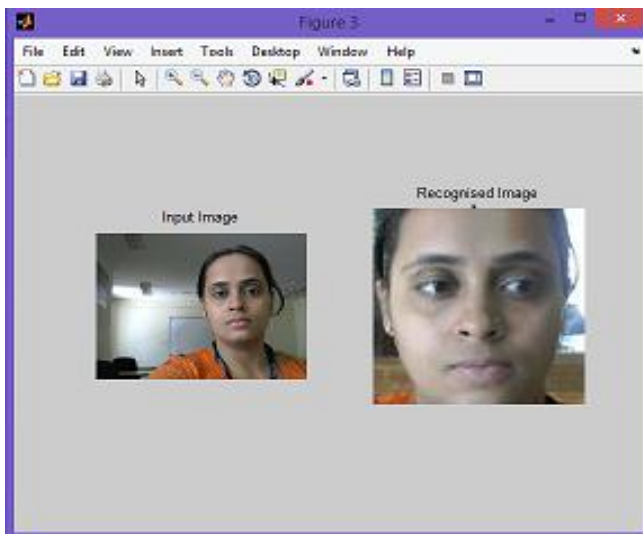 Figure 3
File Edit View Insert Tools Desktop Window Help
Recognised Image
Input Image